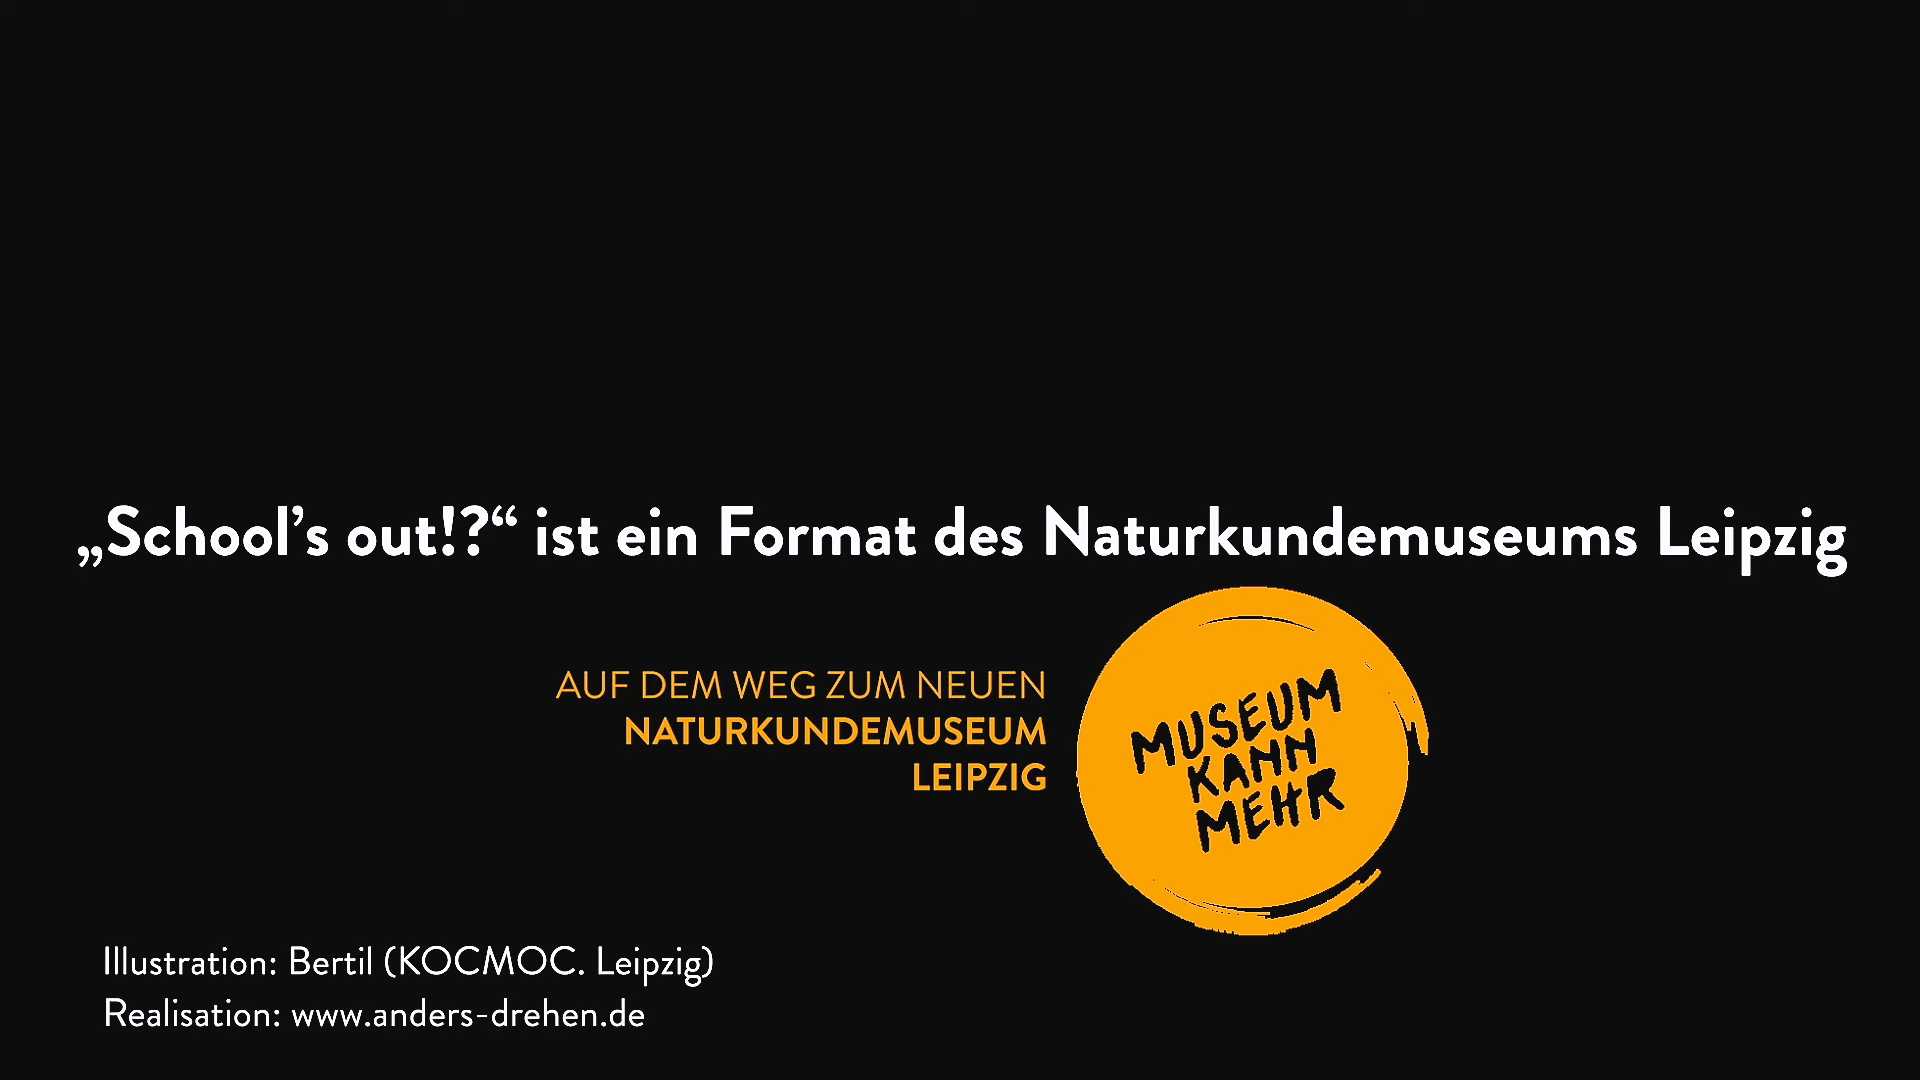 „School’s out!?“ ist ein Format des Naturkundemuseums Leipzig
AUF DEM WEG ZUM NEUEN
NATURKUNDEMUSEUM
LEIPZIG
MUSEUM
KANN
MEHR
Illustration: Bertil (KOCMOC. Leipzig)
Realisation: www.anders-drehen.de